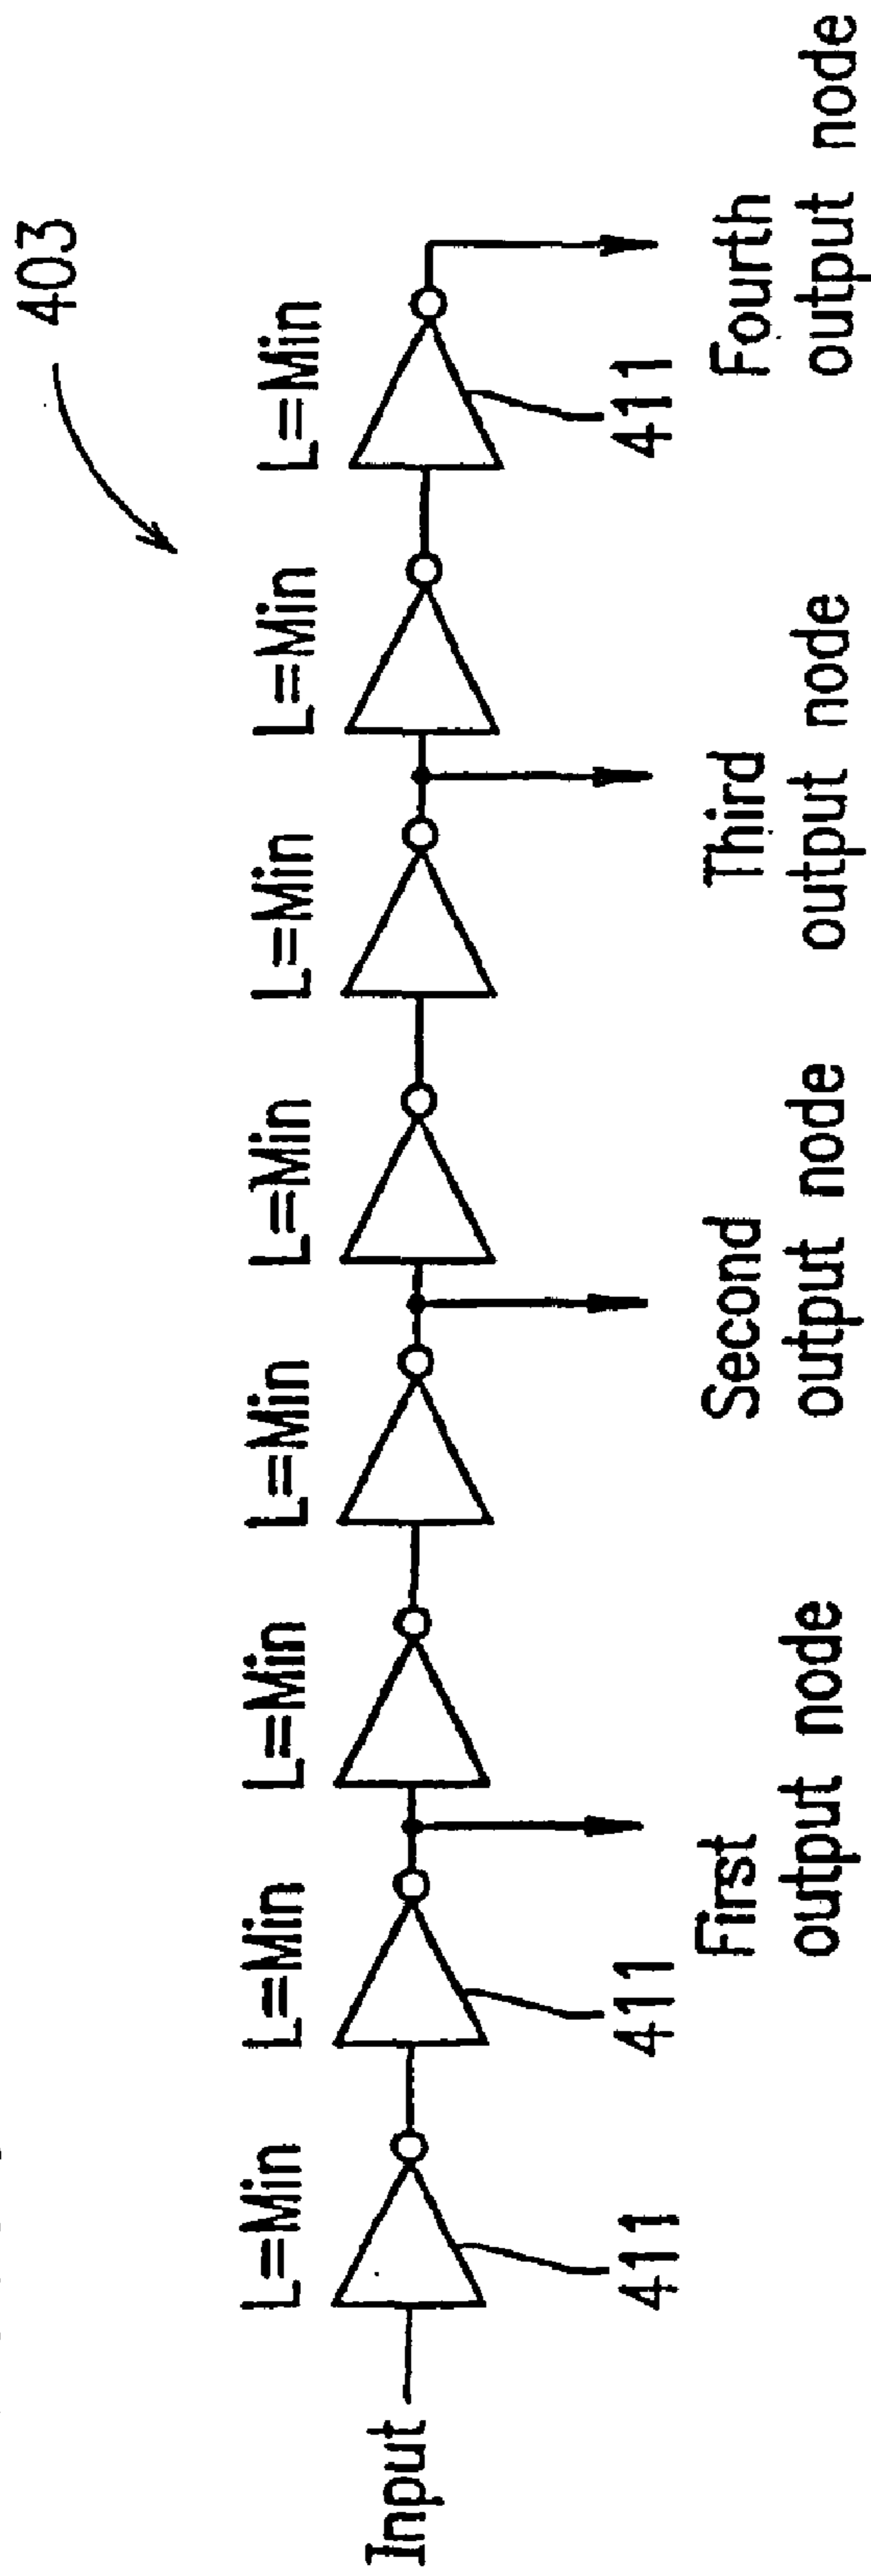 403
L=Min
L=Min
L=Min
L=Min
L=Min
L=Min
L=Min
L=Min
Input
411
411
411
First
output node
Second
output node
Third
output node
Fourth
output node